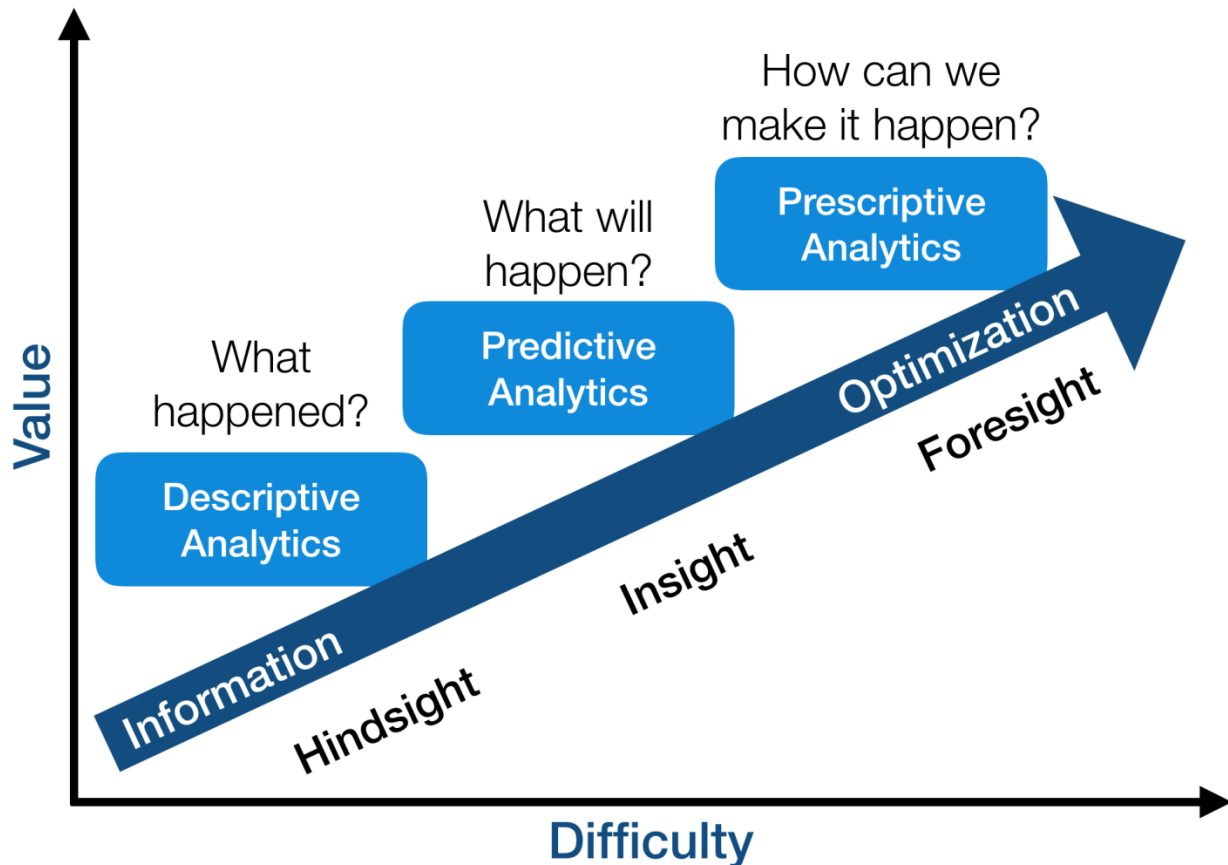 How can we
make it happen?
Prescriptive
Analytics
What will
happen?
Predictive
Analytics
What
happened?
Descriptive
Analytics
Value
Information
Optimization
Hindsight
Insight
Foresight
Difficulty